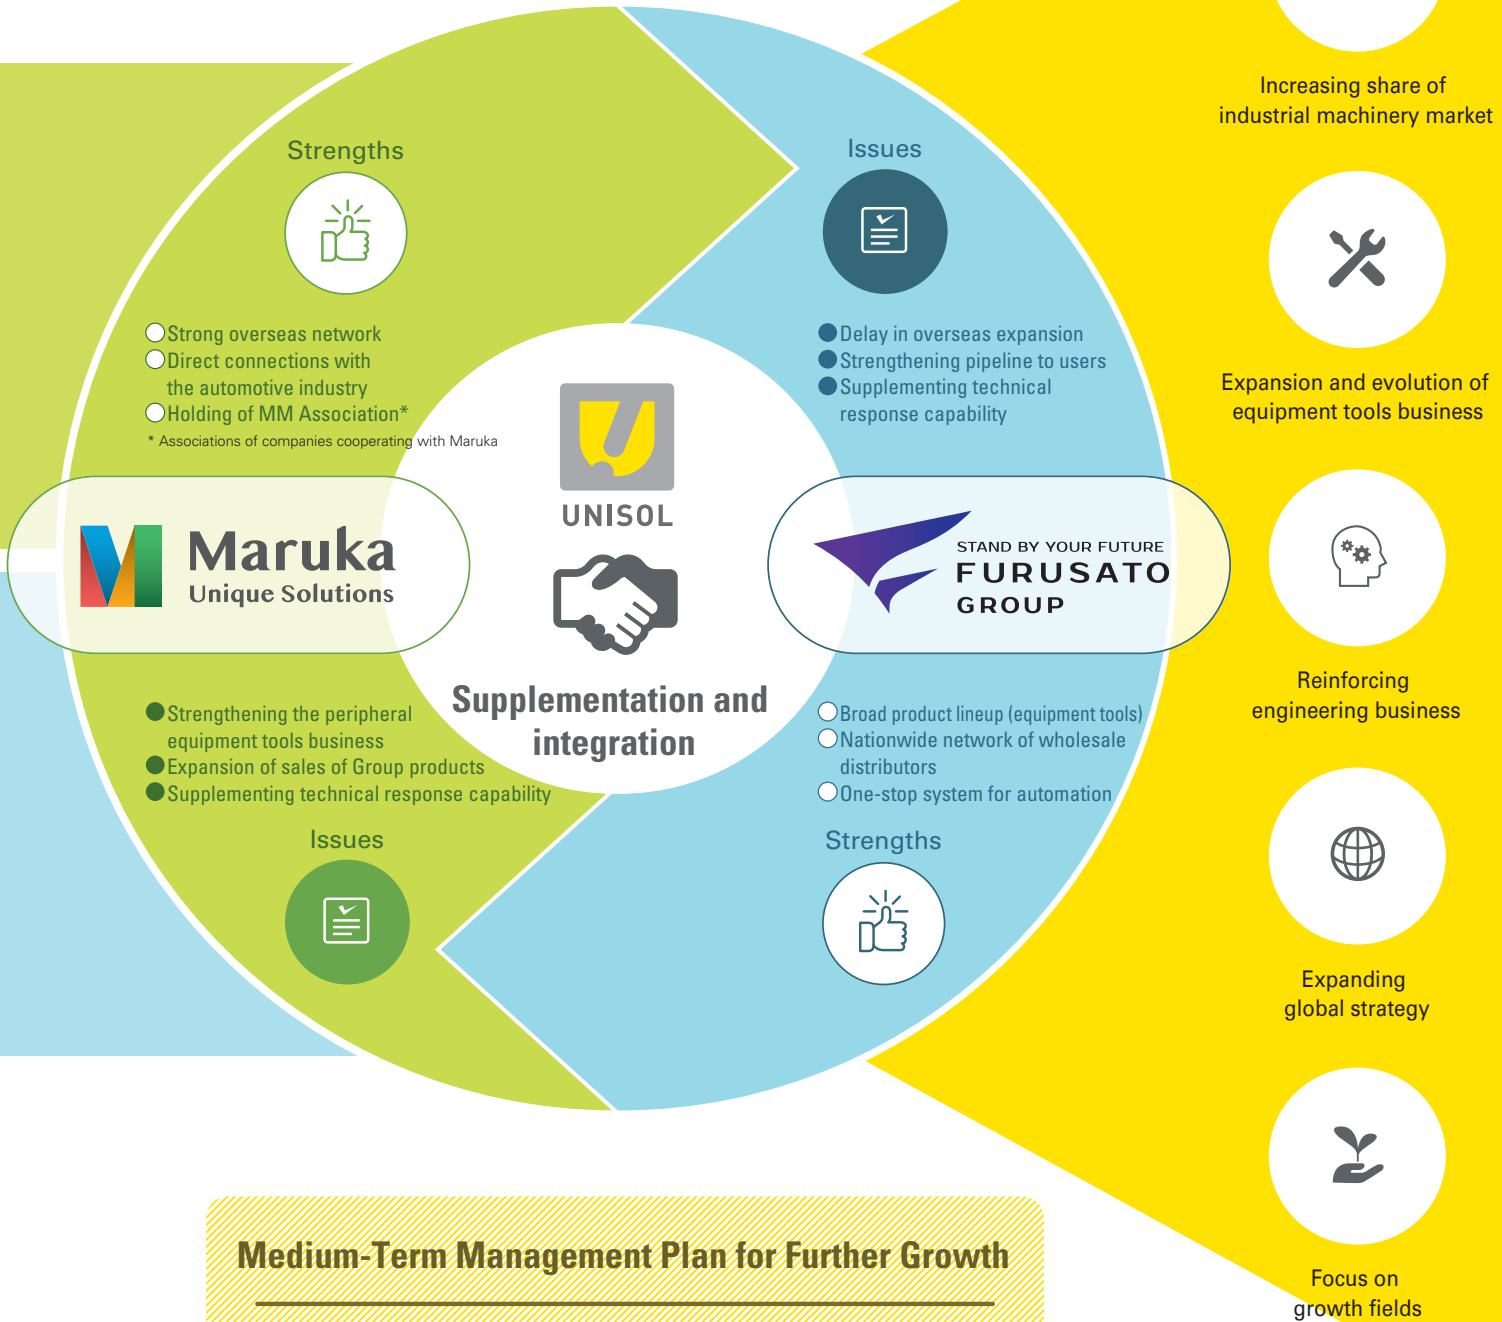 Strengths
○Strong overseas network
○Direct connections with
the automotive industry
○Holding of MM Association*
* Associations of companies cooperating with Maruka
Maruka
Unique Solutions
●Strengthening the peripheral
equipment tools business
●Expansion of sales of Group products
●Supplementing technical response capability
Issues
UNISOL
Supplementation and
integration
Issues
●Delay in overseas expansion
●Strengthening pipeline to users
●Supplementing technical
response capability
STAND BY YOUR FUTURE
FURUSATO
GROUP
○Broad product lineup (equipment tools)
○Nationwide network of wholesale
distributors
○One-stop system for automation
Strengths
Increasing share of
industrial machinery market
Expansion and evolution of
equipment tools business
Reinforcing
engineering business
Expanding
global strategy
Focus on
growth fields
Medium-Term Management Plan for Further Growth